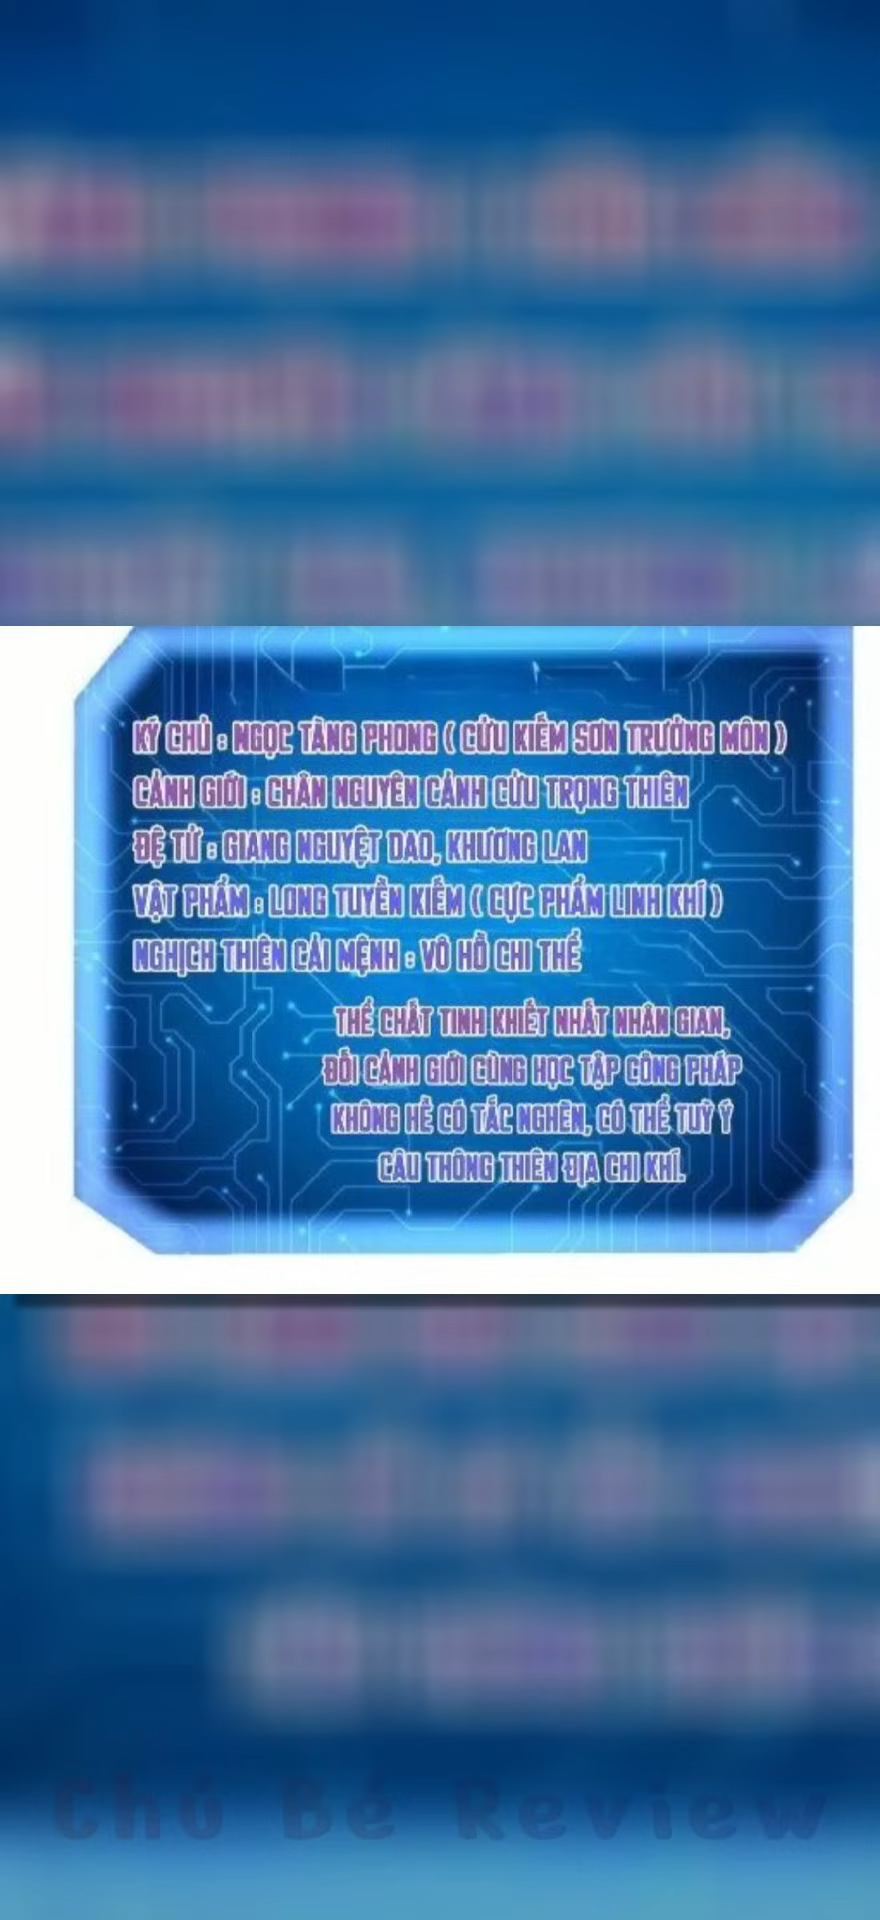 KÝ CHỦ : NGỌC TÀNG PHONG ( CỬU KIẾM SƠN TRƯỞNG MÔN )
CẢNH GIỚI : CHÂN NGUYÊN CẢNH CỬU TRỌNG THIÊN
ĐỆ TỬ : GIANG NGUYỆT DAO, KHƯƠNG LAN
VẬT PHẨM : LONG TUYỀN KIẾM ( CỰC PHẨM LINH KHÍ )
NGHỊCH THIÊN CẢI MỆNH : VÔ HỒ CHI THỂ
THỂ CHẤT TINH KHIẾT NHẤT NHÂN GIAN,
ĐỐI CẢNH GIỚI CÙNG HỌC TẬP CÔNG PHÁP
KHÔNG HỀ CÓ TẮC NGHẼN, CÓ THỂ TUỲ Ý
CÂU THÔNG THIÊN ĐỊA CHI KHÍ.
Chú Bé Review